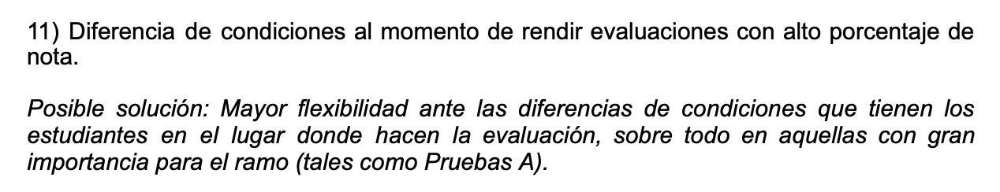 11) Diferencia de condiciones al momento de rendir evaluaciones con alto porcentaje de
nota.
Posible solución: Mayor flexibilidad ante las diferencias de condiciones que tienen los
estudiantes en el lugar donde hacen la evaluación, sobre todo en aquellas con gran
importancia para el ramo (tales como Pruebas A).